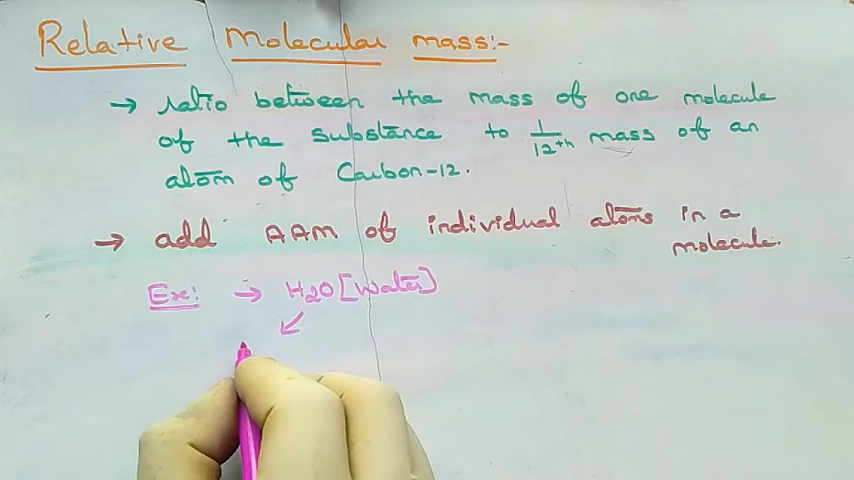 Relative Molecular mass:-
→ ratio between the mass of one molecule
of the substance to 1/12th mass of an
atom of Carbon-12.
→ add AAM of individual atoms in a
molecule.
Ex: → H2O [Water]